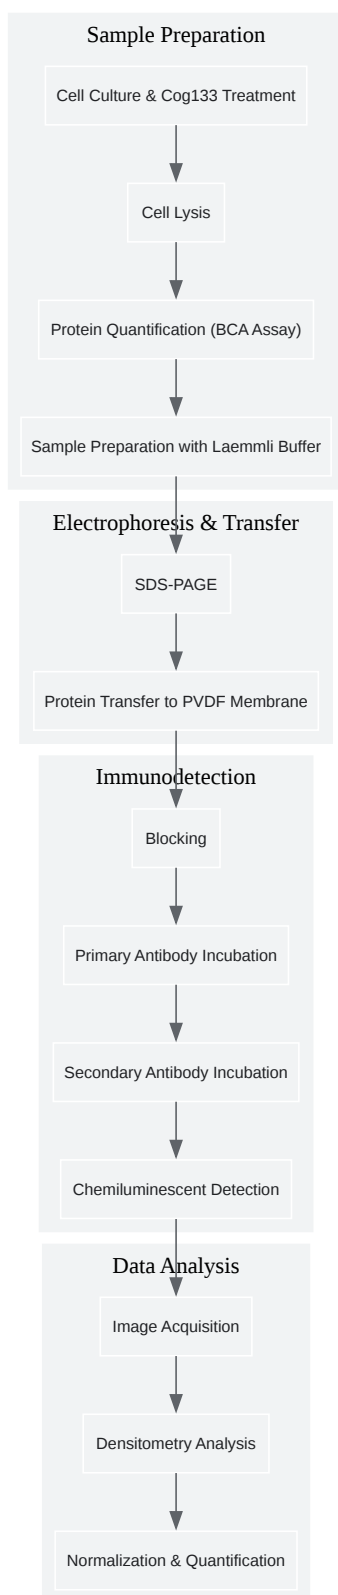 Sample Preparation
Cell Culture & Cog133 Treatment
Cell Lysis
Protein Quantification (BCA Assay)
Sample Preparation with Laemmli Buffer
Electrophoresis & Transfer
SDS-PAGE
Protein Transfer to PVDF Membrane
Immunodetection
Blocking
Primary Antibody Incubation
Secondary Antibody Incubation
Chemiluminescent Detection
Data Analysis
Image Acquisition
Densitometry Analysis
Normalization & Quantification